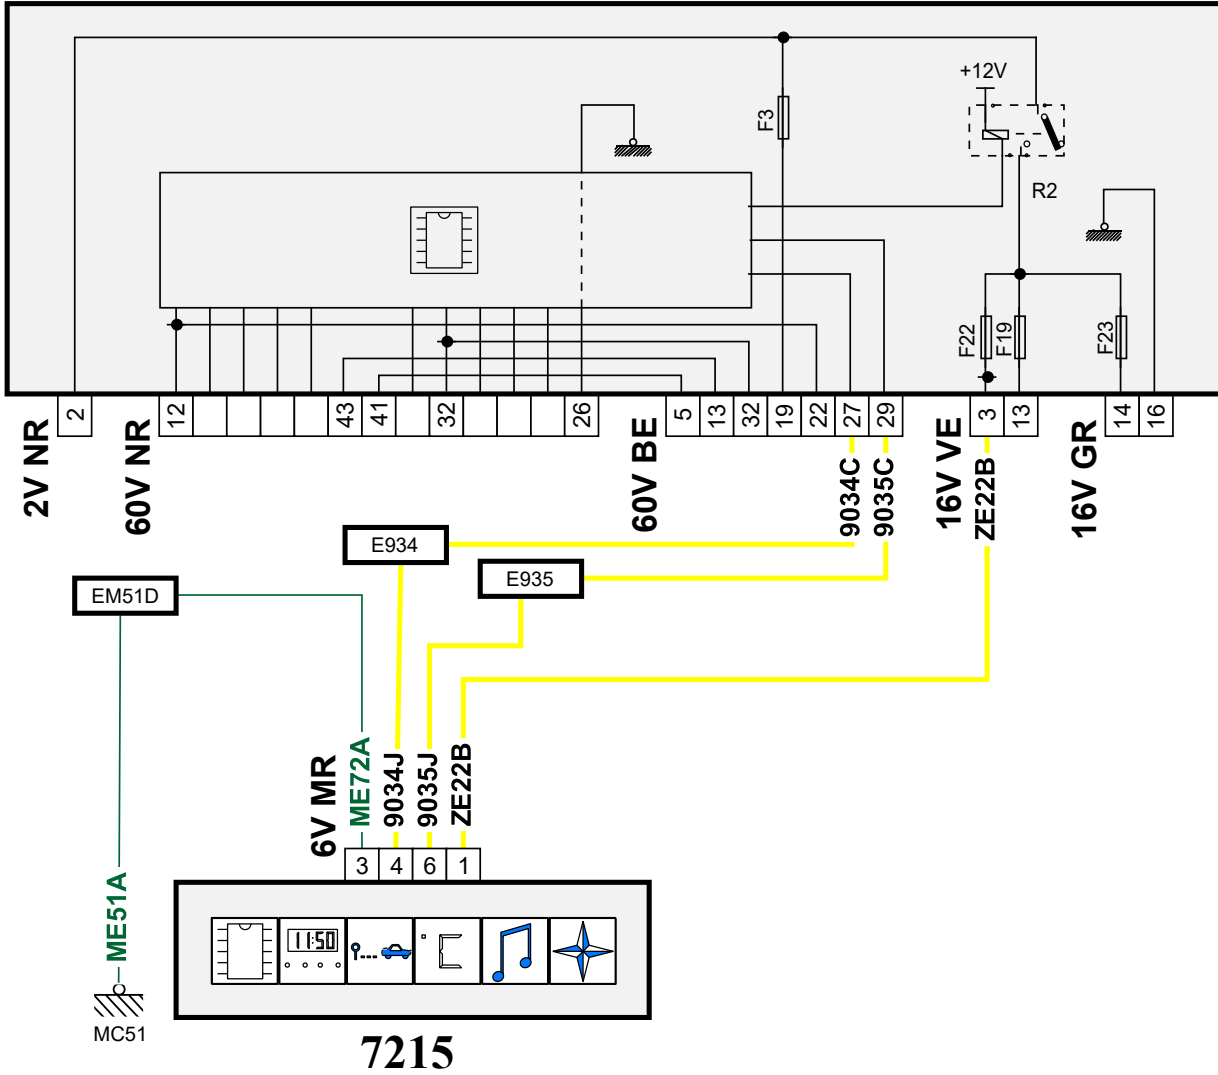 +12V
F3
R2
F22
F19
F23
2
12
43
41
32
26
5
13
32
19
22
27
29
3
13
14
16
2V NR
60V NR
60V BE
16V VE
16V GR
9034C
9035C
ZE22B
E934
E935
EM51D
6V MR
ME72A
9034J
9035J
ZE22B
3
4
6
1
ME51A
11:50
MC51
7215